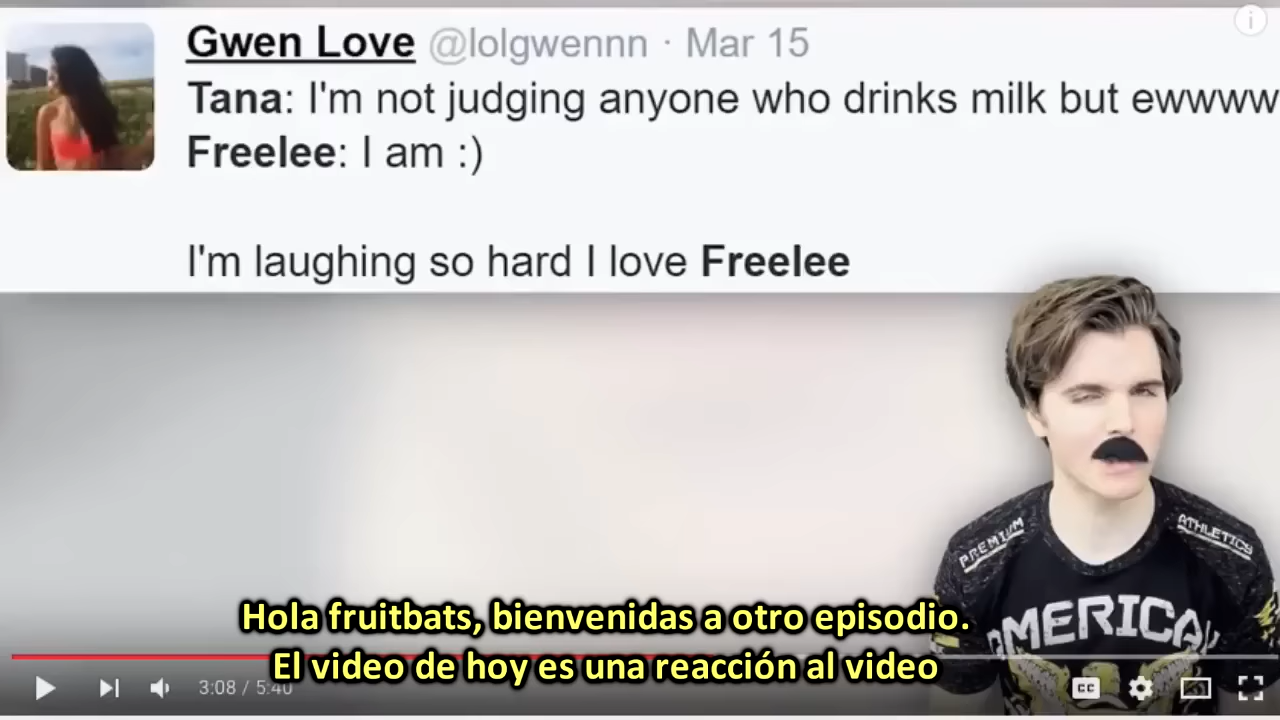 Gwen Love @lolgwennn · Mar 15
Tana: I'm not judging anyone who drinks milk but ewwww
Freelee: I am :)
I'm laughing so hard I love Freelee
PREMIUM
ATHLETICS
AMERICA
Hola fruitbats, bienvenidas a otro episodio.
El video de hoy es una reacción al video
3:08 / 5:40
CC